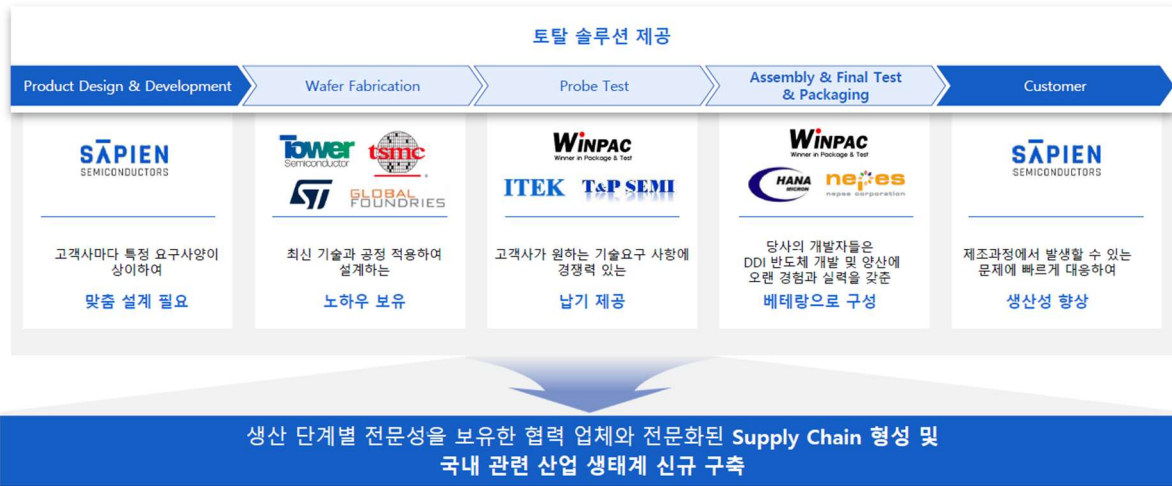 토탈 솔루션 제공
Product Design & Development
Wafer Fabrication
Probe Test
Assembly & Final Test
& Packaging
Customer
SĀPIEN
SEMICONDUCTORS
고객사마다 특정 요구사양이
상이하여
맞춤 설계 필요
Tower
Semiconductor
tsmc
ST
GLOBAL
FOUNDRIES
최신 기술과 공정 적용하여
설계하는
노하우 보유
WiNPAC
Winner in Package & Test
ITEK
T&P SEMI
고객사가 원하는 기술요구 사항에
경쟁력 있는
납기 제공
WiNPAC
Winner in Package & Test
HANA
MICRON
nepes
nepes corporation
당사의 개발자들은
DDI 반도체 개발 및 양산에
오랜 경험과 실력을 갖춘
베테랑으로 구성
SĀPIEN
SEMICONDUCTORS
제조과정에서 발생할 수 있는
문제에 빠르게 대응하여
생산성 향상
생산 단계별 전문성을 보유한 협력 업체와 전문화된 Supply Chain 형성 및
국내 관련 산업 생태계 신규 구축